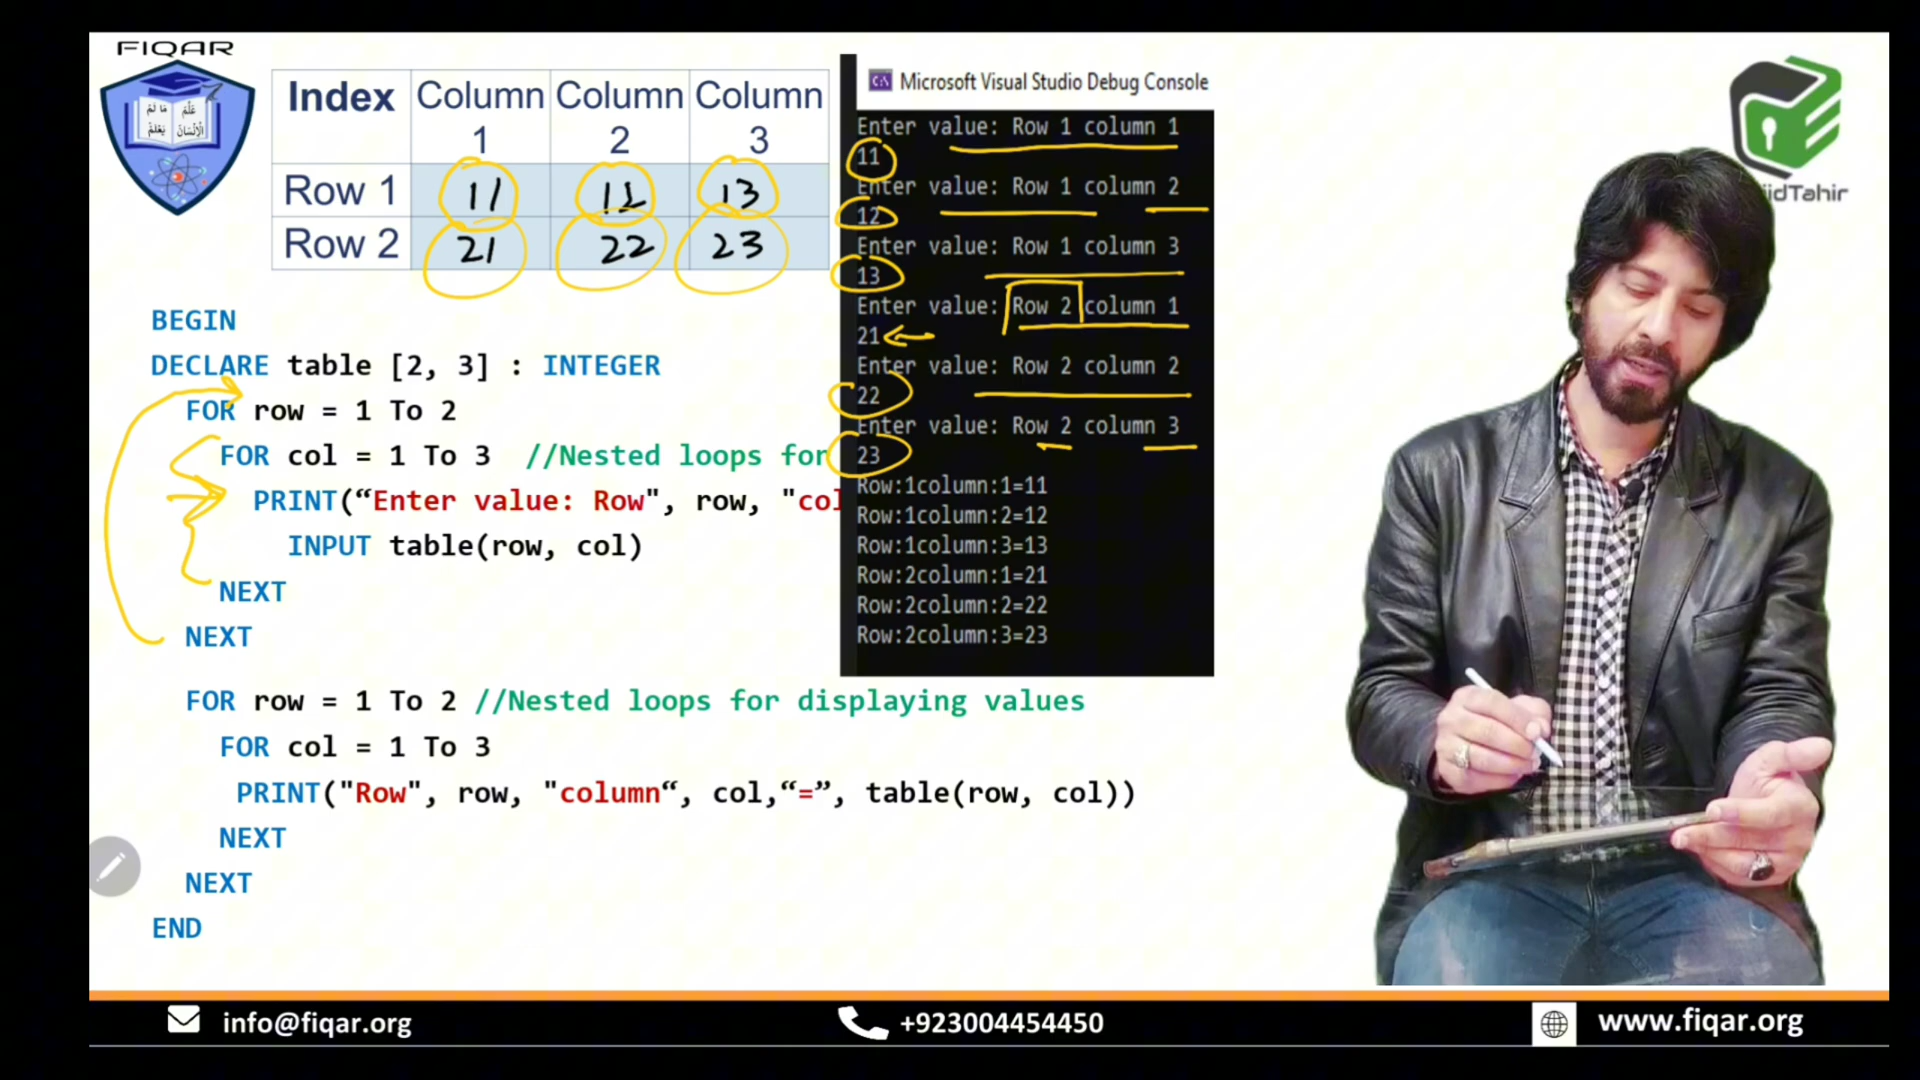 FIQAR
عَلَّمَ
الْاِنْسَانَ
مَا لَمْ
يَعْلَمْ
Index Column 1 Column 2 Column 3
Row 1 11 12 13
Row 2 21 22 23
BEGIN
DECLARE table [2, 3] : INTEGER
FOR row = 1 To 2
FOR col = 1 To 3 //Nested loops for
PRINT(“Enter value: Row", row, "col
INPUT table(row, col)
NEXT
NEXT
FOR row = 1 To 2 //Nested loops for displaying values
FOR col = 1 To 3
PRINT("Row", row, "column“, col,“=”, table(row, col))
NEXT
NEXT
END
C:\ Microsoft Visual Studio Debug Console
Enter value: Row 1 column 1
11
Enter value: Row 1 column 2
12
Enter value: Row 1 column 3
13
Enter value: Row 2 column 1
21
Enter value: Row 2 column 2
22
Enter value: Row 2 column 3
23
Row:1column:1=11
Row:1column:2=12
Row:1column:3=13
Row:2column:1=21
Row:2column:2=22
Row:2column:3=23
idTahir
info@fiqar.org
+923004454450
www.fiqar.org